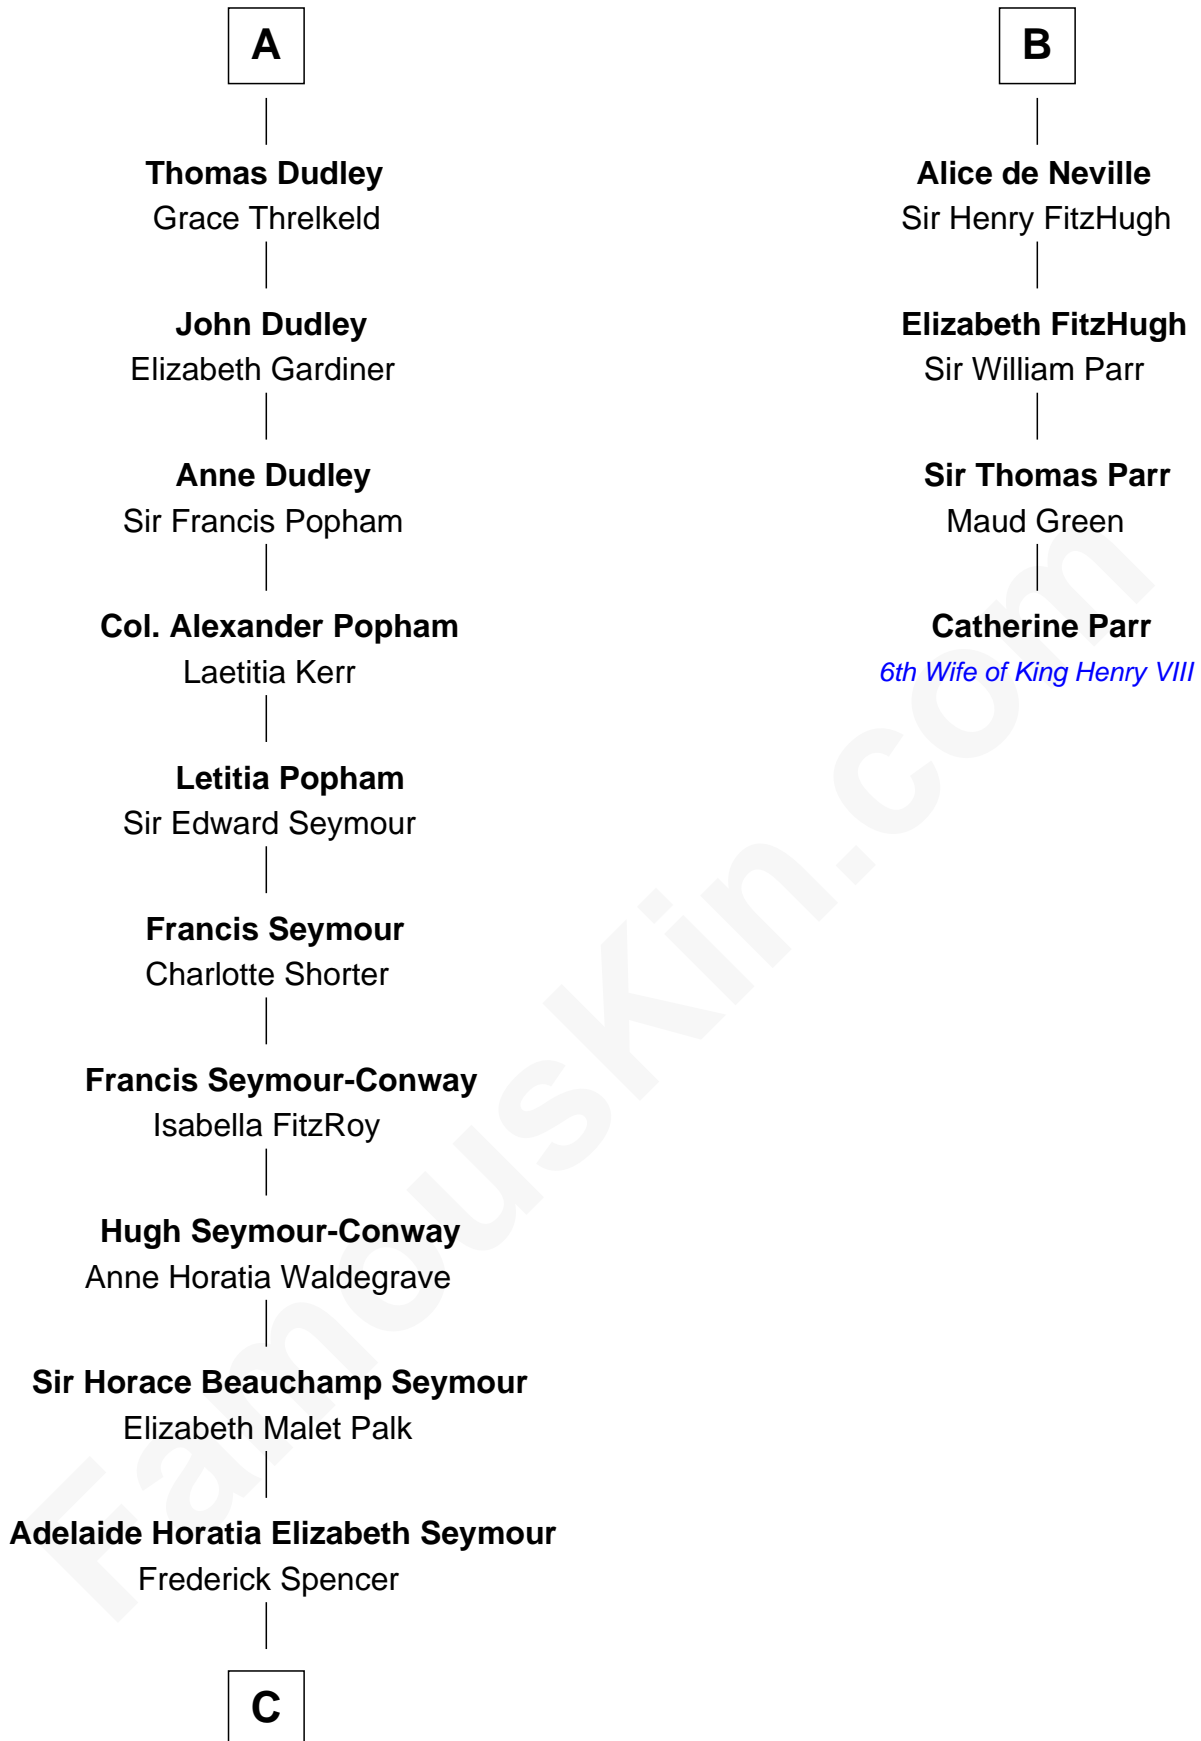 A
Thomas Dudley
Grace Threlkeld
John Dudley
Elizabeth Gardiner
Anne Dudley
Sir Francis Popham
Col. Alexander Popham
Laetitia Kerr
Letitia Popham
Sir Edward Seymour
Francis Seymour
Charlotte Shorter
Francis Seymour-Conway
Isabella FitzRoy
Hugh Seymour-Conway
Anne Horatia Waldegrave
Sir Horace Beauchamp Seymour
Elizabeth Malet Palk
Adelaide Horatia Elizabeth Seymour
Frederick Spencer
C
B
Alice de Neville
Sir Henry FitzHugh
Elizabeth FitzHugh
Sir William Parr
Sir Thomas Parr
Maud Green
Catherine Parr
6th Wife of King Henry VIII
FamousKin.com